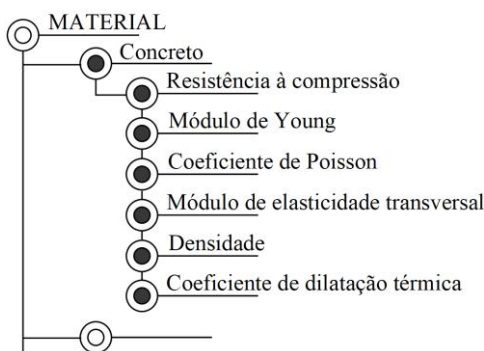 MATERIAL
Concreto
Resistência à compressão
Módulo de Young
Coeficiente de Poisson
Módulo de elasticidade transversal
Densidade
Coeficiente de dilatação térmica